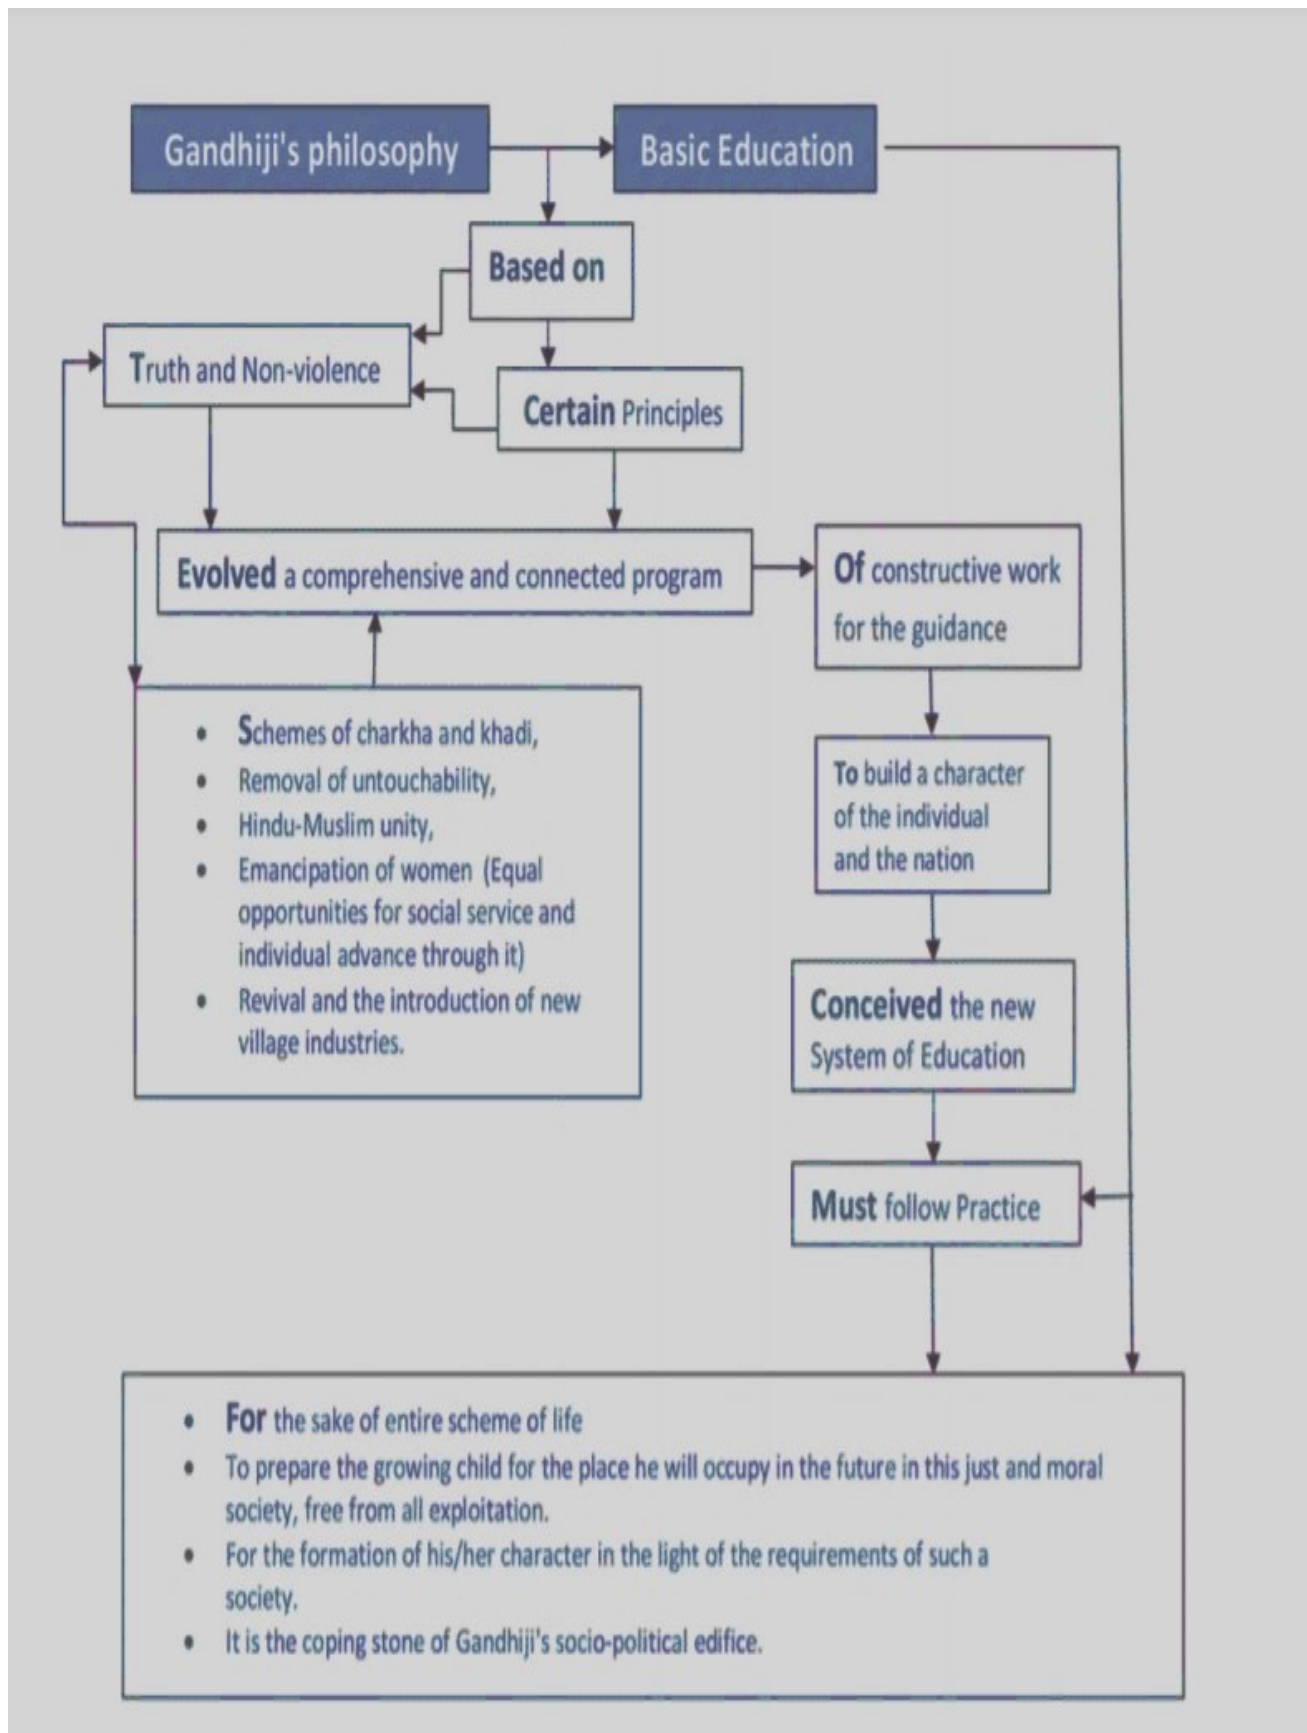 Gandhiji's philosophy
Basic Education
Based on
Truth and Non-violence
Certain Principles
Evolved a comprehensive and connected program
Of constructive work
for the guidance
To build a character
of the individual
and the nation
Conceived the new
System of Education
Must follow Practice
• Schemes of charkha and khadi,
• Removal of untouchability,
• Hindu-Muslim unity,
• Emancipation of women (Equal
opportunities for social service and
individual advance through it)
• Revival and the introduction of new
village industries.
• For the sake of entire scheme of life
• To prepare the growing child for the place he will occupy in the future in this just and moral
society, free from all exploitation.
• For the formation of his/her character in the light of the requirements of such a
society.
• It is the coping stone of Gandhiji's socio-political edifice.